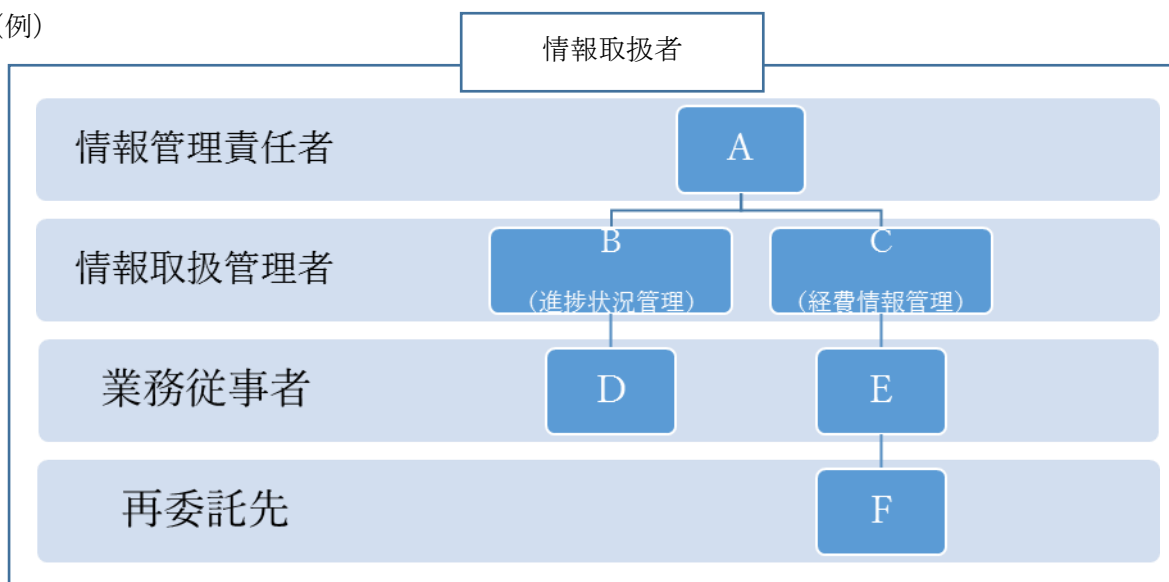 (例)
情報取扱者
情報管理責任者
A
情報取扱管理者
B
(進捗状況管理)
C
(経費情報管理)
業務従事者
D
E
再委託先
F